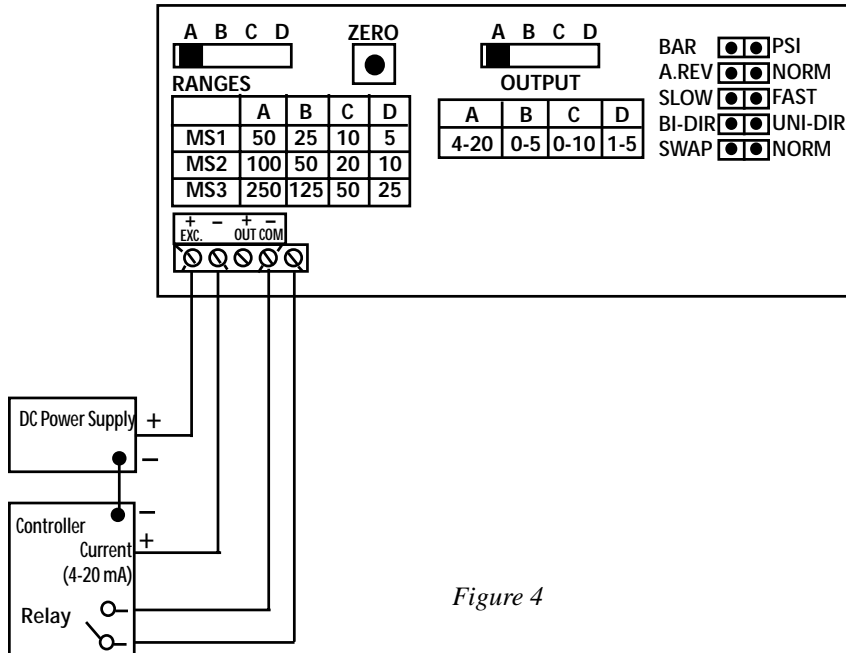 A B C D
ZERO
A B C D
RANGES
A B C D
MS1 50 25 10 5
MS2 100 50 20 10
MS3 250 125 50 25
OUTPUT
A B C D
4-20 0-5 0-10 1-5
BAR PSI
A.REV NORM
SLOW FAST
BI-DIR UNI-DIR
SWAP NORM
+ − + −
EXC. OUT COM
DC Power Supply +
−
−
Controller
Current +
(4-20 mA)
Relay
Figure 4